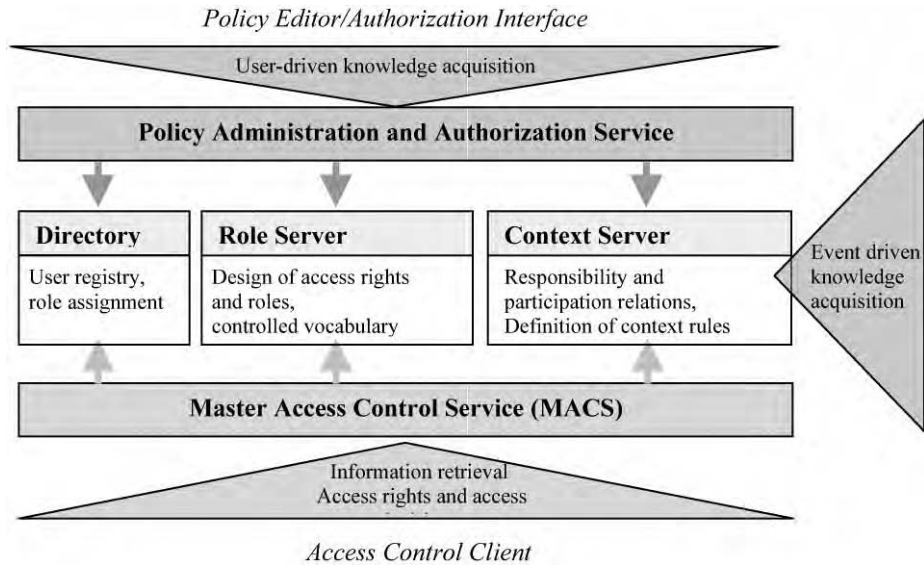 Policy Editor/Authorization Interface
User-driven knowledge acquisition
Policy Administration and Authorization Service
Directory
User registry,
role assignment
Role Server
Design of access rights
and roles,
controlled vocabulary
Context Server
Responsibility and
participation relations,
Definition of context rules
Event driven
knowledge
acquisition
Master Access Control Service (MACS)
Information retrieval
Access rights and access
Access Control Client